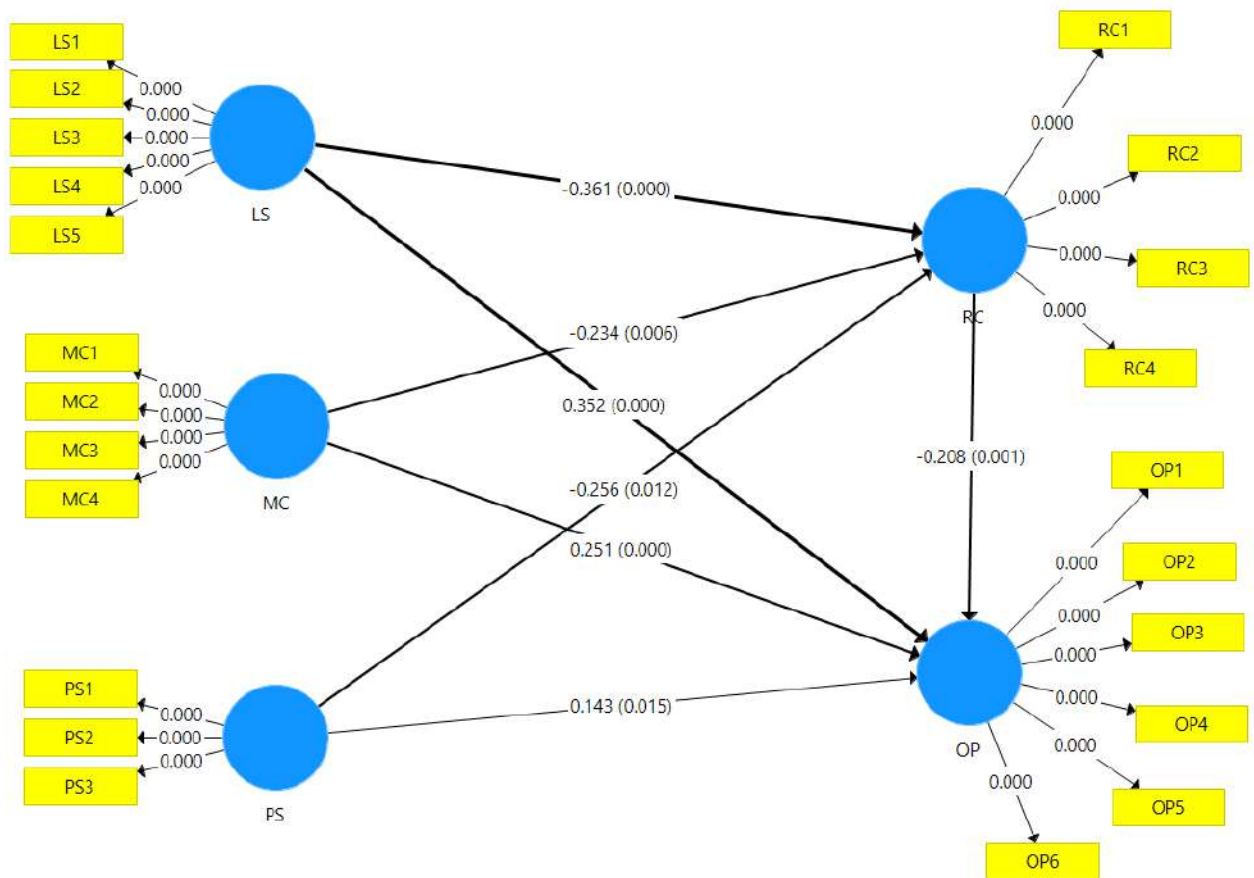 LS1
LS2
LS3
LS4
LS5
0.000
0.000
0.000
0.000
0.000
LS
MC1
MC2
MC3
MC4
0.000
0.000
0.000
0.000
MC
PS1
PS2
PS3
0.000
0.000
0.000
PS
-0.361 (0.000)
-0.234 (0.006)
0.352 (0.000)
-0.256 (0.012)
0.251 (0.000)
0.143 (0.015)
-0.208 (0.001)
RC
0.000
0.000
0.000
0.000
RC1
RC2
RC3
RC4
OP
0.000
0.000
0.000
0.000
0.000
0.000
OP1
OP2
OP3
OP4
OP5
OP6